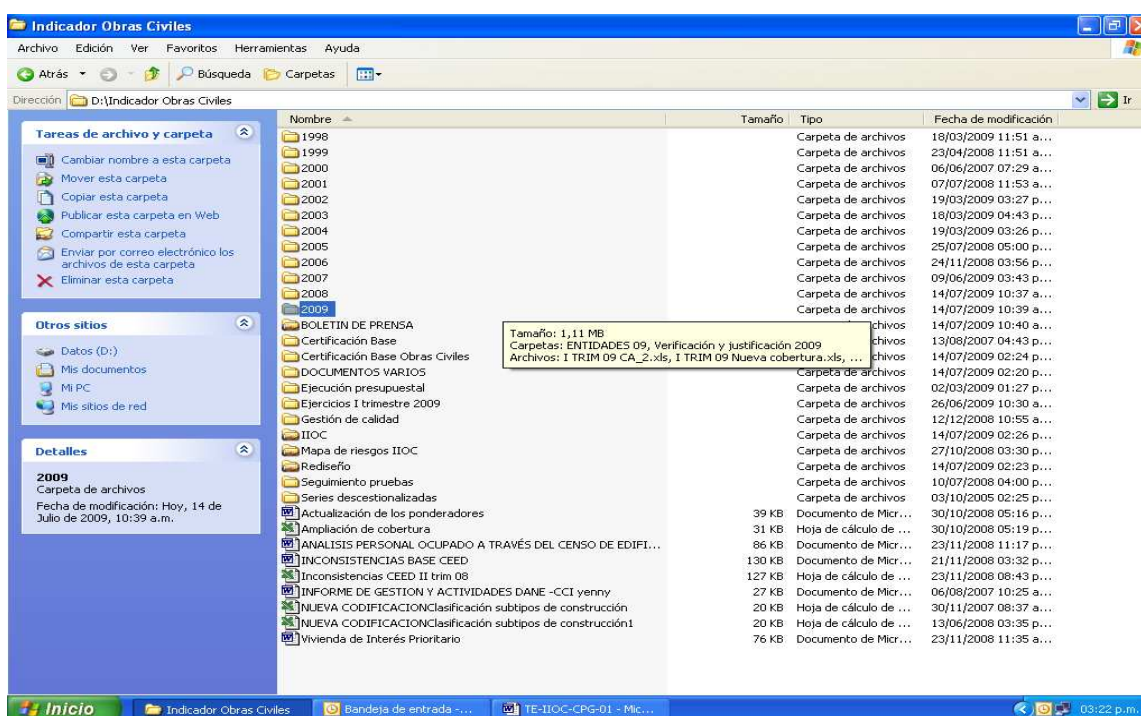 Indicador Obras Civiles
Archivo Edición Ver Favoritos Herramientas Ayuda
Atrás Búsqueda Carpetas
Dirección D:\Indicador Obras Civiles Ir
Tareas de archivo y carpeta
Cambiar nombre a esta carpeta
Mover esta carpeta
Copiar esta carpeta
Publicar esta carpeta en Web
Compartir esta carpeta
Enviar por correo electrónico los
archivos de esta carpeta
Eliminar esta carpeta
Otros sitios
Datos (D:)
Mis documentos
Mi PC
Mis sitios de red
Detalles
2009
Carpeta de archivos
Fecha de modificación: Hoy, 14 de
Julio de 2009, 10:39 a.m.
Nombre Tamaño Tipo Fecha de modificación
1998 Carpeta de archivos 18/03/2009 11:51 a...
1999 Carpeta de archivos 23/04/2008 11:51 a...
2000 Carpeta de archivos 06/06/2007 07:29 a...
2001 Carpeta de archivos 07/07/2008 11:53 a...
2002 Carpeta de archivos 19/03/2009 03:27 p...
2003 Carpeta de archivos 18/03/2009 04:43 p...
2004 Carpeta de archivos 19/03/2009 03:26 p...
2005 Carpeta de archivos 25/07/2008 05:00 p...
2006 Carpeta de archivos 24/11/2008 03:56 p...
2007 Carpeta de archivos 09/06/2009 03:43 p...
2008 Carpeta de archivos 14/07/2009 10:37 a...
2009 Carpeta de archivos 14/07/2009 10:39 a...
BOLETIN DE PRENSA chivos 14/07/2009 10:40 a...
Certificación Base chivos 13/08/2007 04:43 p...
Certificación Base Obras Civiles chivos 14/07/2009 02:24 p...
DOCUMENTOS VARIOS Carpeta de archivos 14/07/2009 02:20 p...
Ejecución presupuestal Carpeta de archivos 02/03/2009 01:27 p...
Ejercicios I trimestre 2009 Carpeta de archivos 26/06/2009 10:30 a...
Gestión de calidad Carpeta de archivos 12/12/2008 10:55 a...
IIOC Carpeta de archivos 14/07/2009 02:26 p...
Mapa de riesgos IIOC Carpeta de archivos 27/10/2008 03:30 p...
Rediseño Carpeta de archivos 14/07/2009 02:23 p...
Seguimiento pruebas Carpeta de archivos 10/07/2008 04:00 p...
Series descestionalizadas Carpeta de archivos 03/10/2005 02:25 p...
Actualización de los ponderadores 39 KB Documento de Micr... 30/10/2008 05:16 p...
Ampliación de cobertura 31 KB Hoja de cálculo de ... 30/10/2008 05:19 p...
ANALISIS PERSONAL OCUPADO A TRAVÉS DEL CENSO DE EDIFI... 86 KB Documento de Micr... 23/11/2008 11:17 p...
INCONSISTENCIAS BASE CEED 130 KB Documento de Micr... 21/11/2008 03:32 p...
Inconsistencias CEED II trim 08 127 KB Hoja de cálculo de ... 23/11/2008 08:43 p...
INFORME DE GESTION Y ACTIVIDADES DANE -CCI yenny 27 KB Documento de Micr... 06/08/2007 10:25 a...
NUEVA CODIFICACIONClasificación subtipos de construcción 20 KB Hoja de cálculo de ... 30/11/2007 08:37 a...
NUEVA CODIFICACIONClasificación subtipos de construcción1 20 KB Hoja de cálculo de ... 13/06/2008 03:35 p...
Vivienda de Interés Prioritario 76 KB Documento de Micr... 23/11/2008 11:35 a...
Tamaño: 1,11 MB
Carpetas: ENTIDADES 09, Verificación y justificación 2009
Archivos: I TRIM 09 CA_2.xls, I TRIM 09 Nueva cobertura.xls, ...
Inicio Indicador Obras Civiles Bandeja de entrada -... TE-IIOC-CPG-01 - Mic... 03:22 p.m.